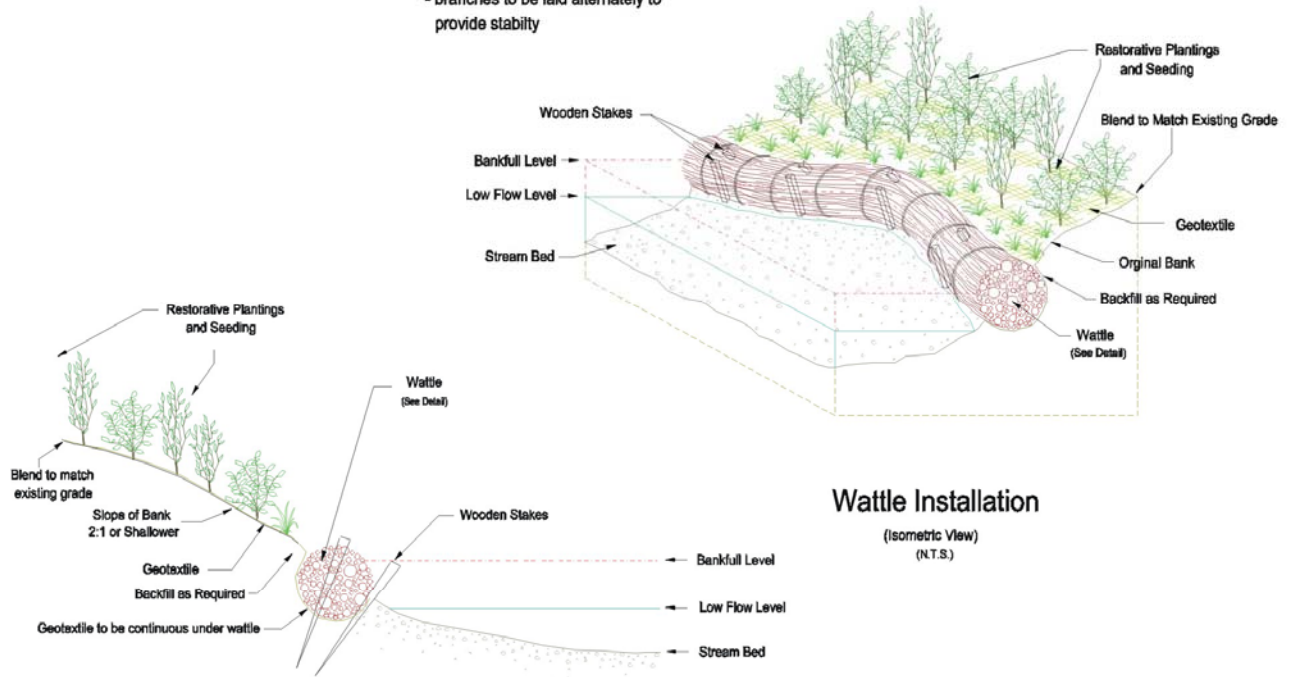 - branches to be laid alternately to
provide stabilty
Restorative Plantings
and Seeding
Wooden Stakes
Blend to Match Existing Grade
Bankfull Level
Low Flow Level
Geotextile
Stream Bed
Orginal Bank
Backfill as Required
Wattle
(See Detail)
Restorative Plantings
and Seeding
Wattle
(See Detail)
Blend to match
existing grade
Slope of Bank
2:1 or Shallower
Wooden Stakes
Geotextile
Backfill as Required
Geotextile to be continuous under wattle
Bankfull Level
Low Flow Level
Stream Bed
Wattle Installation
(Isometric View)
(N.T.S.)